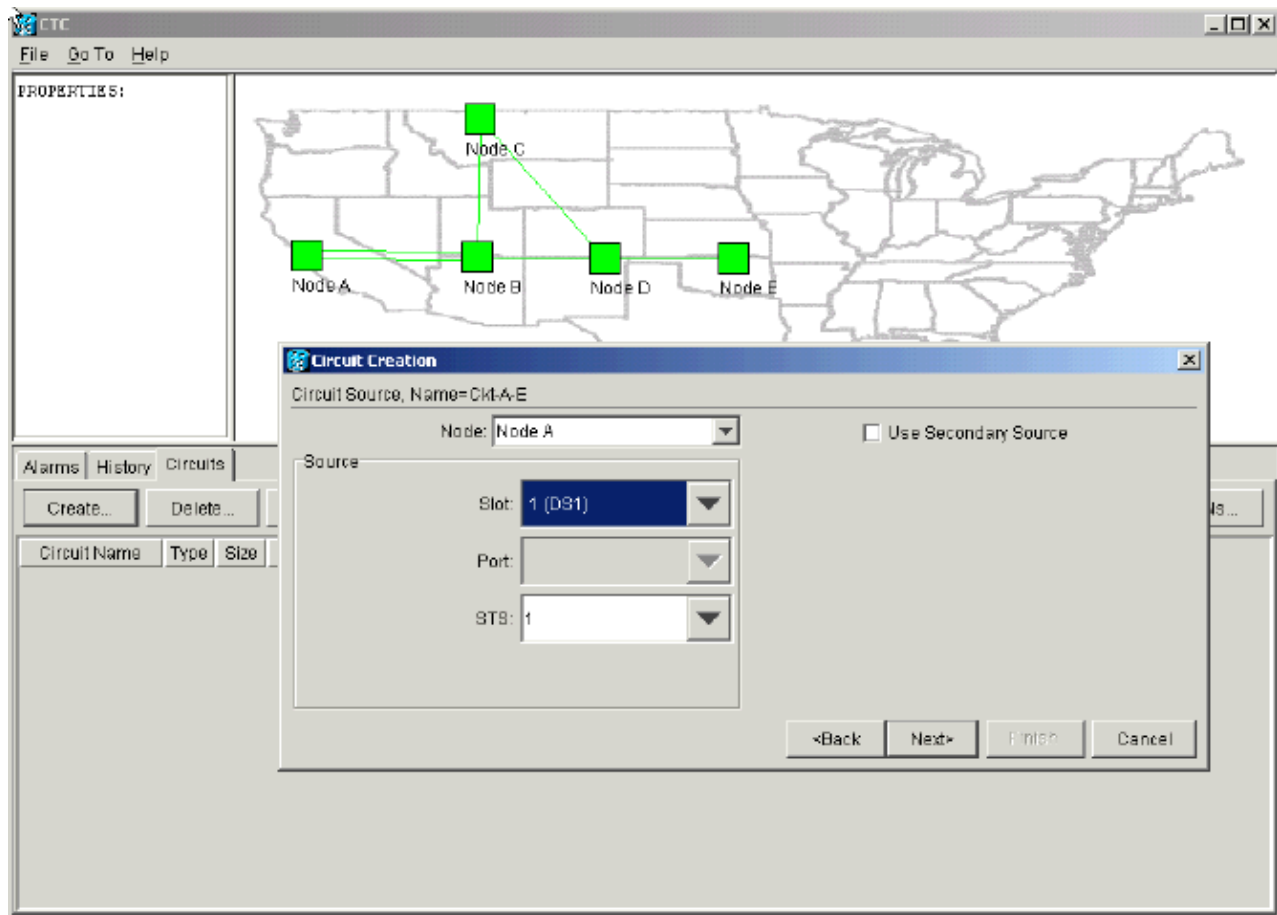 CTC
File Go To Help
PROPERTIES:
Node C
Node A
Node B
Node D
Node E
Circuit Creation
Circuit Source, Name=Ckt-A-E
Node: Node A
Use Secondary Source
Source
Slot: 1 (DS1)
Port:
STS: 1
<Back Next> Finish Cancel
Alarms History Circuits
Create... Delete...
Circuit Name Type Size